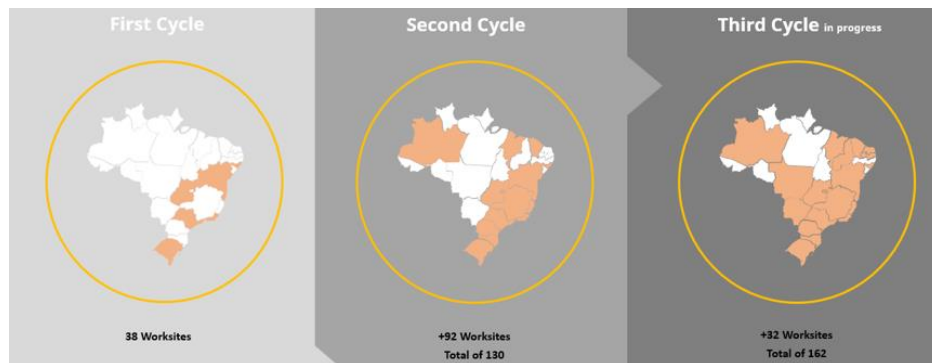 First Cycle
38 Worksites
Second Cycle
+92 Worksites
Total of 130
Third Cycle in progress
+32 Worksites
Total of 162